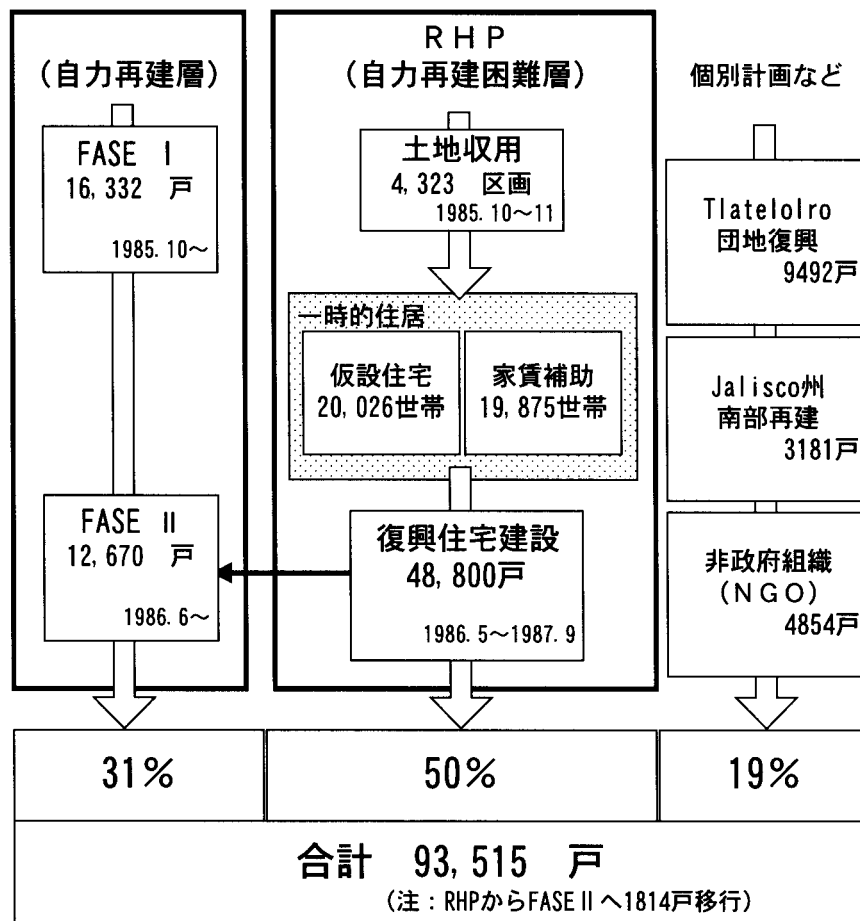 (自力再建層)
FASE Ⅰ
16,332 戸
1985.10~
FASE Ⅱ
12,670 戸
1986.6~
RHP
(自力再建困難層)
土地収用
4,323 区画
1985.10~11
一時的住居
仮設住宅
20,026世帯
家賃補助
19,875世帯
復興住宅建設
48,800戸
1986.5~1987.9
個別計画など
Tlatelolro
団地復興
9492戸
Jalisco州
南部再建
3181戸
非政府組織
(NGO)
4854戸
31%
50%
19%
合計 93,515 戸
(注:RHPからFASEⅡへ1814戸移行)